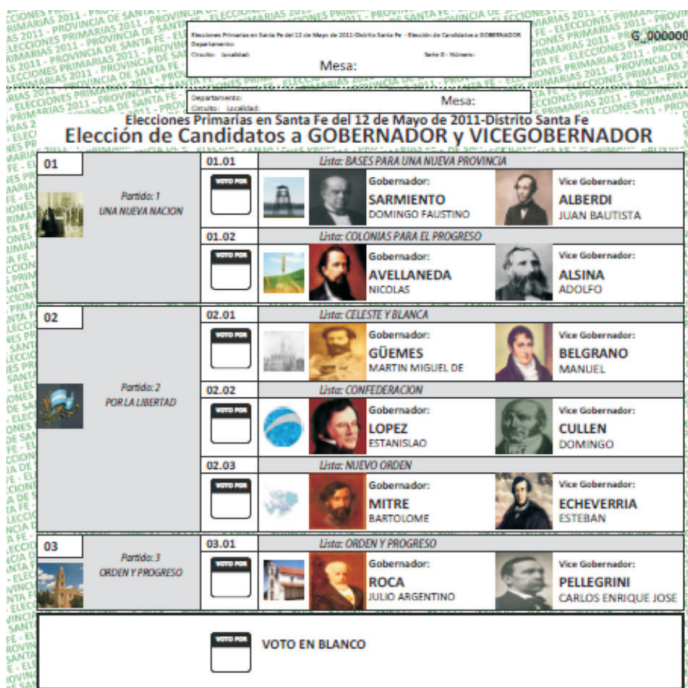 Elecciones Primarias en Santa Fe del 12 de Mayo de 2011-Distrito Santa Fe - Elección de Candidatos a GOBERNADOR
Departamento:
Circuito: Localidad: Serie G - Número:
Mesa:
G_000000
Departamento: Mesa:
Circuito: Localidad:
Elecciones Primarias en Santa Fe del 12 de Mayo de 2011-Distrito Santa Fe
Elección de Candidatos a GOBERNADOR y VICEGOBERNADOR
01
Partido: 1
UNA NUEVA NACION
01.01 Lista: BASES PARA UNA NUEVA PROVINCIA
VOTO POR
Gobernador: Vice Gobernador:
SARMIENTO ALBERDI
DOMINGO FAUSTINO JUAN BAUTISTA
01.02 Lista: COLONIAS PARA EL PROGRESO
VOTO POR
Gobernador: Vice Gobernador:
AVELLANEDA ALSINA
NICOLAS ADOLFO
02
Partido: 2
POR LA LIBERTAD
02.01 Lista: CELESTE Y BLANCA
VOTO POR
Gobernador: Vice Gobernador:
GÜEMES BELGRANO
MARTIN MIGUEL DE MANUEL
02.02 Lista: CONFEDERACION
VOTO POR
Gobernador: Vice Gobernador:
LOPEZ CULLEN
ESTANISLAO DOMINGO
02.03 Lista: NUEVO ORDEN
VOTO POR
Gobernador: Vice Gobernador:
MITRE ECHEVERRIA
BARTOLOME ESTEBAN
03
Partido: 3
ORDEN Y PROGRESO
03.01 Lista: ORDEN Y PROGRESO
VOTO POR
Gobernador: Vice Gobernador:
ROCA PELLEGRINI
JULIO ARGENTINO CARLOS ENRIQUE JOSE
VOTO POR
VOTO EN BLANCO